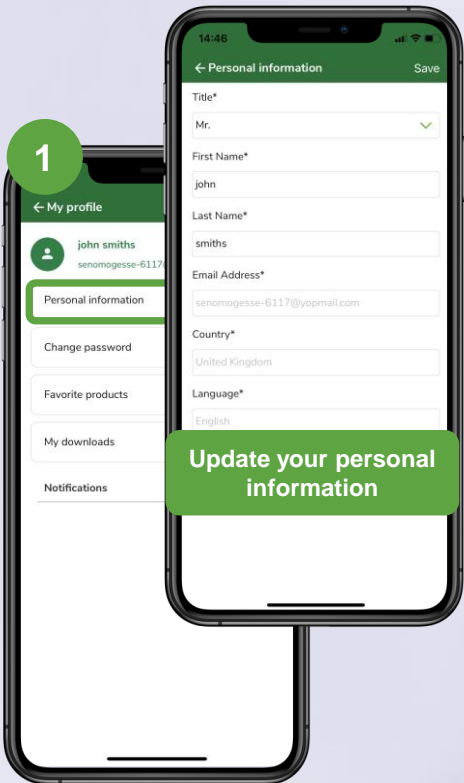 1
← My profile
john smiths
senomogesse-6117
Personal information
Change password
Favorite products
My downloads
Notifications
14:46
← Personal information
Save
Title*
Mr.
First Name*
john
Last Name*
smiths
Email Address*
senomogesse-6117@yopmail.com
Country*
United Kingdom
Language*
English
Update your personal
information